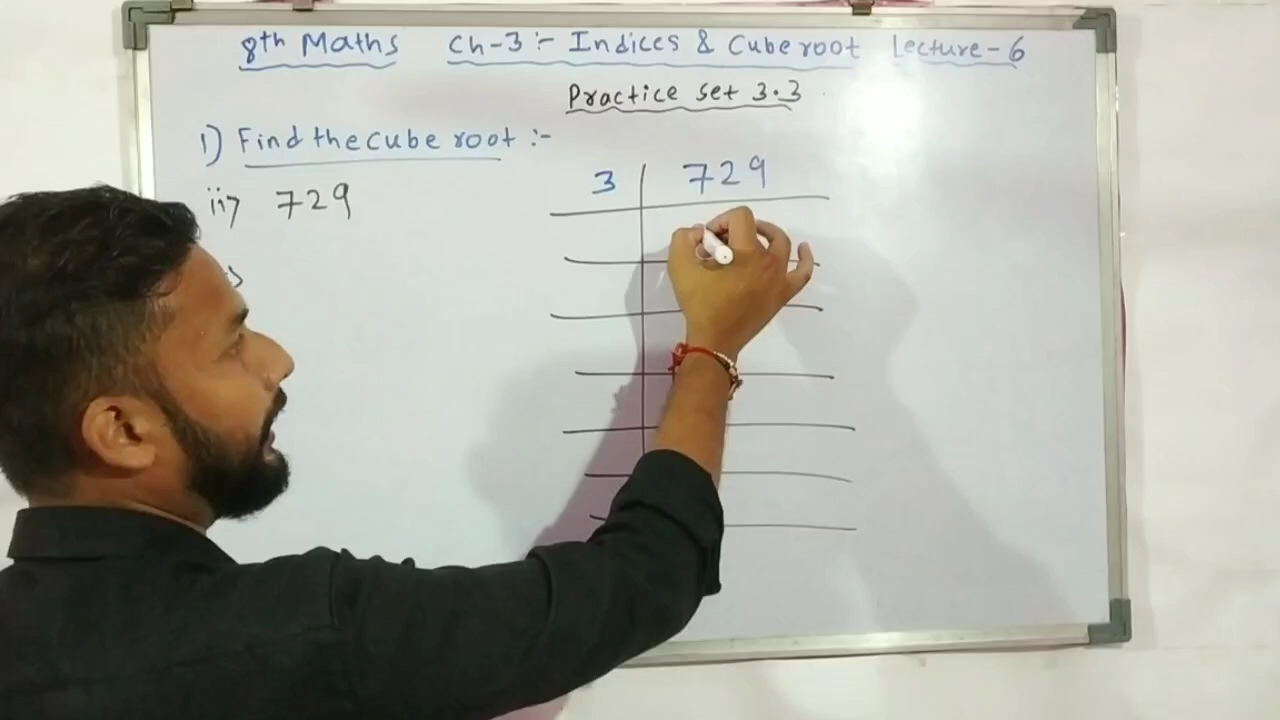 8th Maths Ch-3:- Indices & Cube root Lecture-6
Practice set 3.3
1) Find the cube root :-
ii) 729
3 729